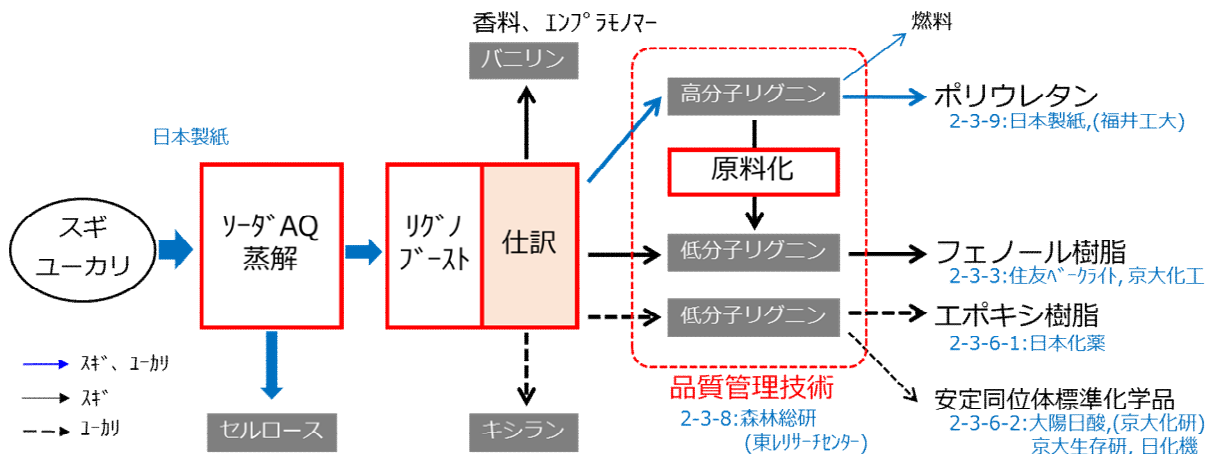 香料、ｴﾝﾌﾟﾗﾓﾉﾏｰ
バニリン
燃料
高分子リグニン
ポリウレタン
2-3-9:日本製紙,(福井工大)
日本製紙
原料化
スギ
ユーカリ
ｿｰﾀﾞAQ
蒸解
ﾘｸﾞﾉ
ﾌﾞｰｽﾄ
仕訳
低分子リグニン
フェノール樹脂
2-3-3:住友ﾍﾞｰｸﾗｲﾄ, 京大化工
低分子リグニン
エポキシ樹脂
2-3-6-1:日本化薬
ｽｷﾞ、ﾕｰｶﾘ
ｽｷﾞ
ﾕｰｶﾘ
セルロース
キシラン
品質管理技術
2-3-8:森林総研
(東レﾘｻｰﾁｾﾝﾀｰ)
安定同位体標準化学品
2-3-6-2:大陽日酸,(京大化研)
京大生存研, 日化機